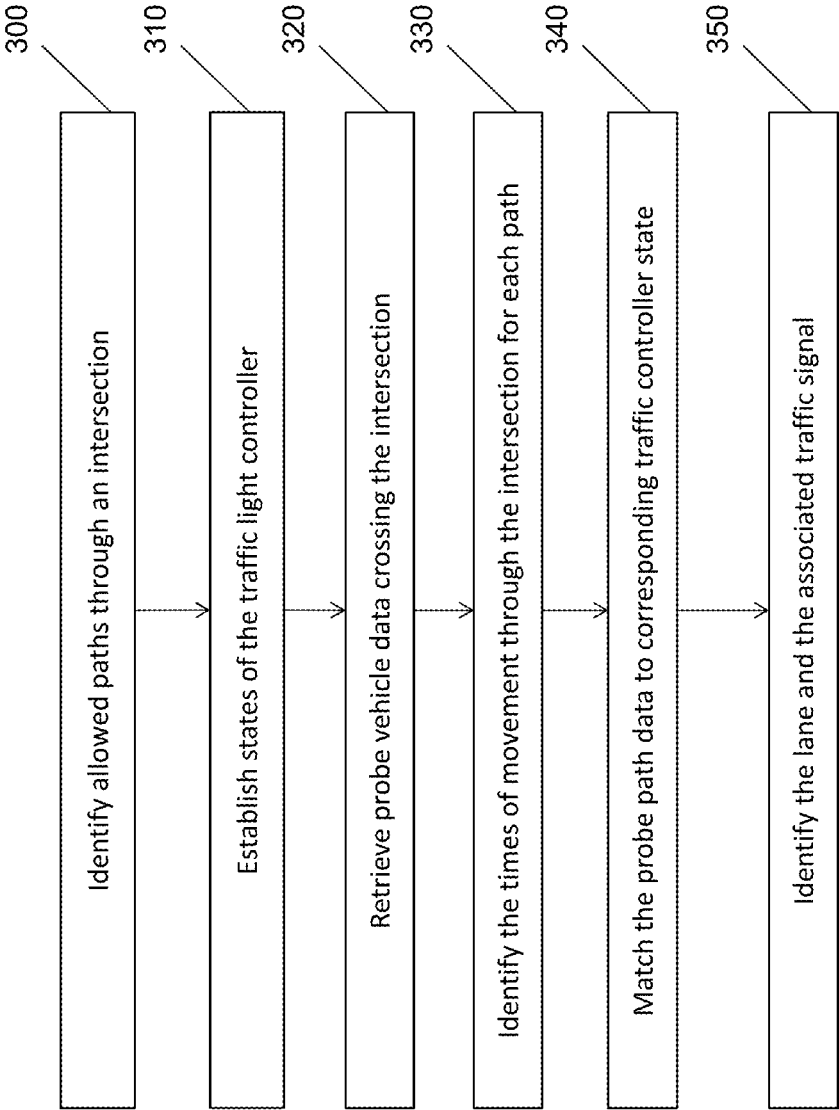 300
Identify allowed paths through an intersection
310
Establish states of the traffic light controller
320
Retrieve probe vehicle data crossing the intersection
330
Identify the times of movement through the intersection for each path
340
Match the probe path data to corresponding traffic controller state
350
Identify the lane and the associated traffic signal